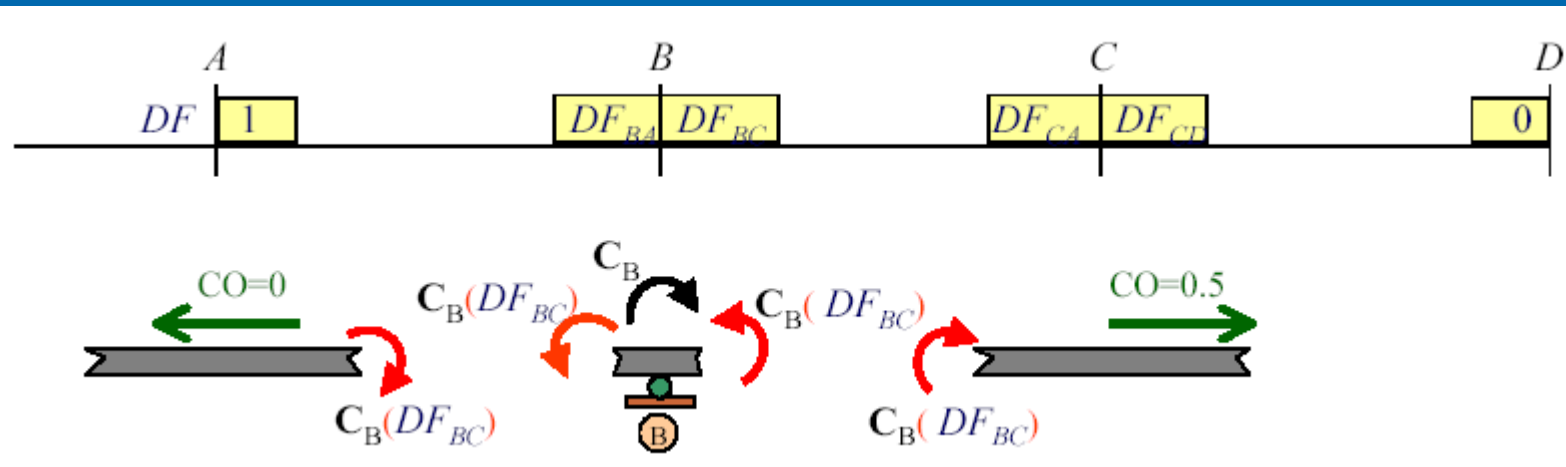 A B C D
DF 1 DF_BA DF_BC DF_CA DF_CD 0
C_B
CO=0 C_B(DF_BC) C_B( DF_BC) CO=0.5
C_B(DF_BC) B C_B( DF_BC)